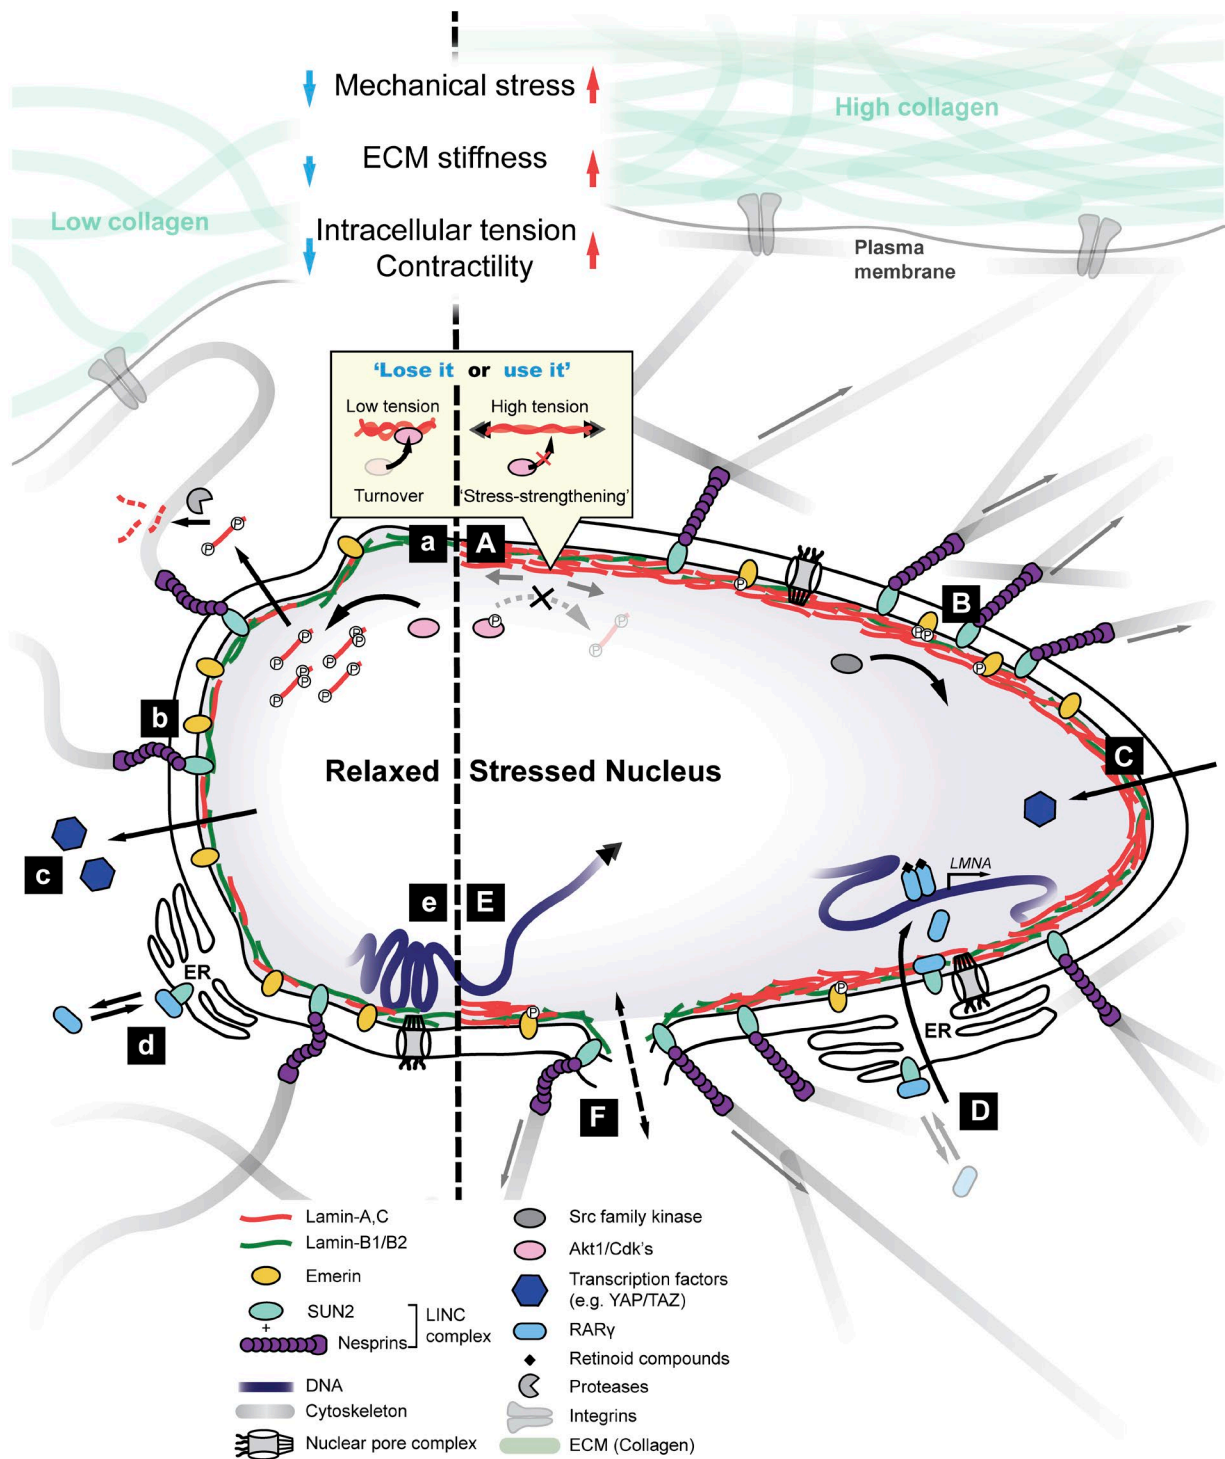 Mechanical stress
High collagen
ECM stiffness
Low collagen
Intracellular tension
Contractility
Plasma
membrane
‘Lose it or use it’
Low tension
High tension
Turnover
‘Stress-strengthening’
P
P
a
A
P
P
P
P
P
P
P
P
P
P
P
P
P
P
B
b
C
Relaxed
Stressed Nucleus
c
LMNA
e
E
ER
P
P
d
ER
F
D
Lamin-A,C
Lamin-B1/B2
Emerin
SUN2
+
Nesprins
LINC
complex
DNA
Cytoskeleton
Nuclear pore complex
Src family kinase
Akt1/Cdk's
Transcription factors
(e.g. YAP/TAZ)
RARγ
Retinoid compounds
Proteases
Integrins
ECM (Collagen)